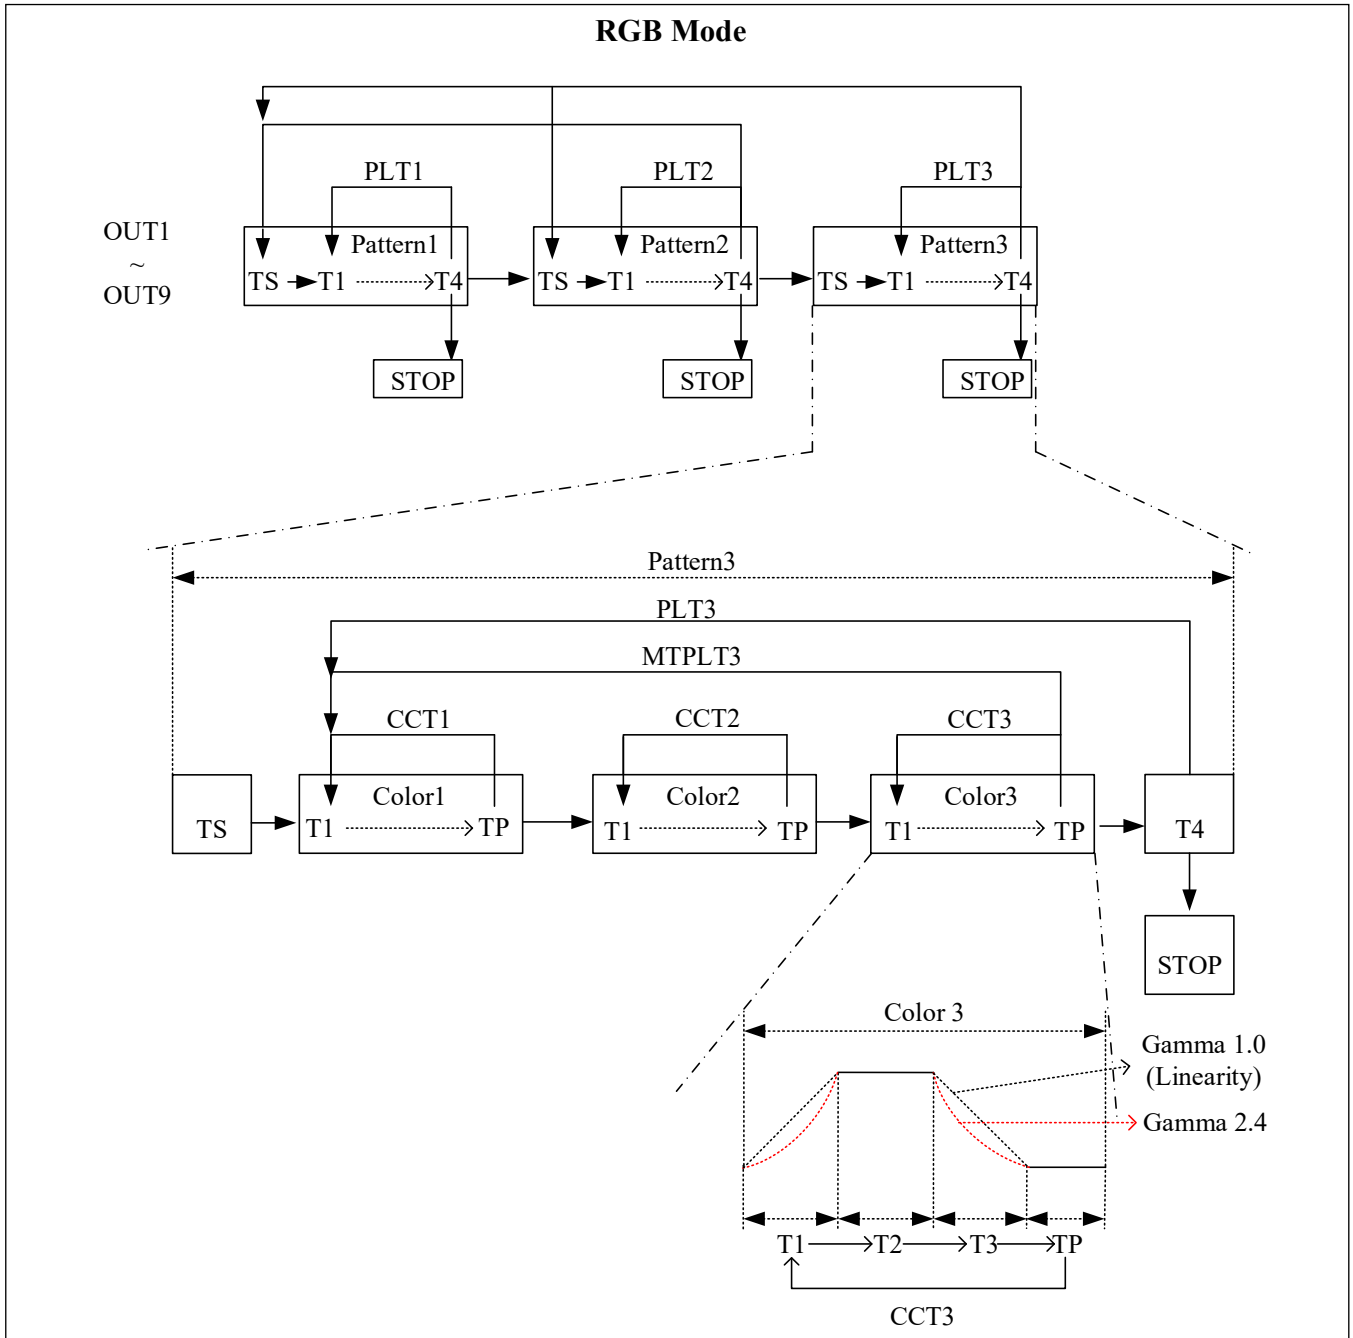 RGB Mode
PLT1
PLT2
PLT3
OUT1
~
OUT9
Pattern1
Pattern2
Pattern3
TS T1 T4
TS T1 T4
TS T1 T4
STOP
STOP
STOP
Pattern3
PLT3
MTPLT3
CCT1
CCT2
CCT3
Color1
Color2
Color3
TS
T1 TP
T1 TP
T1 TP
T4
STOP
Color 3
Gamma 1.0
(Linearity)
Gamma 2.4
T1 T2 T3 TP
CCT3